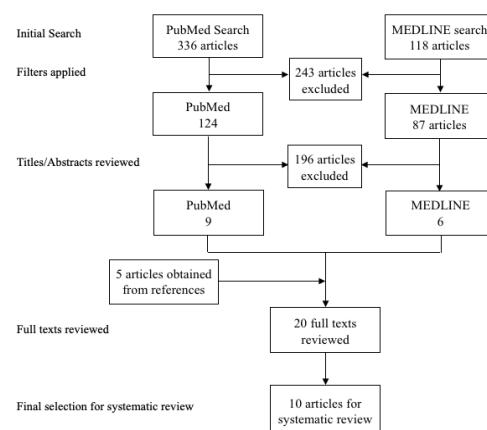 Initial Search
PubMed Search
336 articles
MEDLINE search
118 articles
Filters applied
243 articles
excluded
PubMed
124
MEDLINE
87 articles
Titles/Abstracts reviewed
196 articles
excluded
PubMed
9
MEDLINE
6
5 articles obtained
from references
Full texts reviewed
20 full texts
reviewed
Final selection for systematic review
10 articles for
systematic review